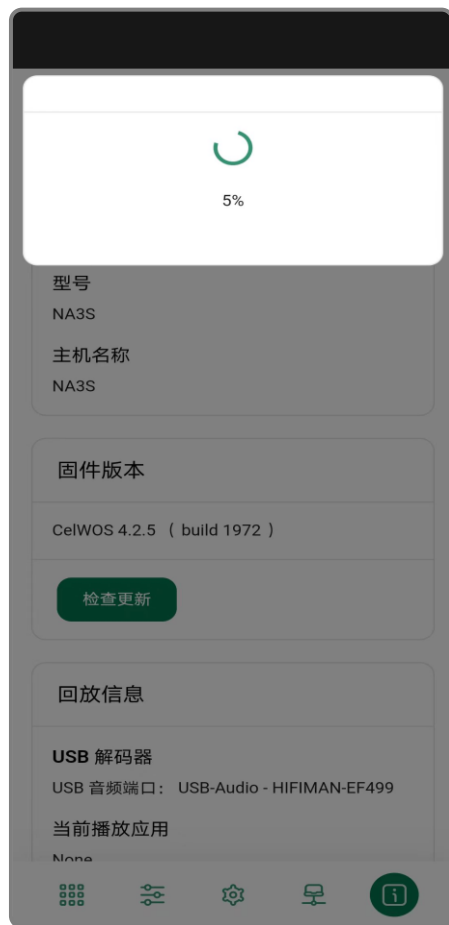 5%
型号
NA3S
主机名称
NA3S
固件版本
CelWOS 4.2.5 （ build 1972 ）
检查更新
回放信息
USB 解码器
USB 音频端口： USB-Audio - HIFIMAN-EF499
当前播放应用
None